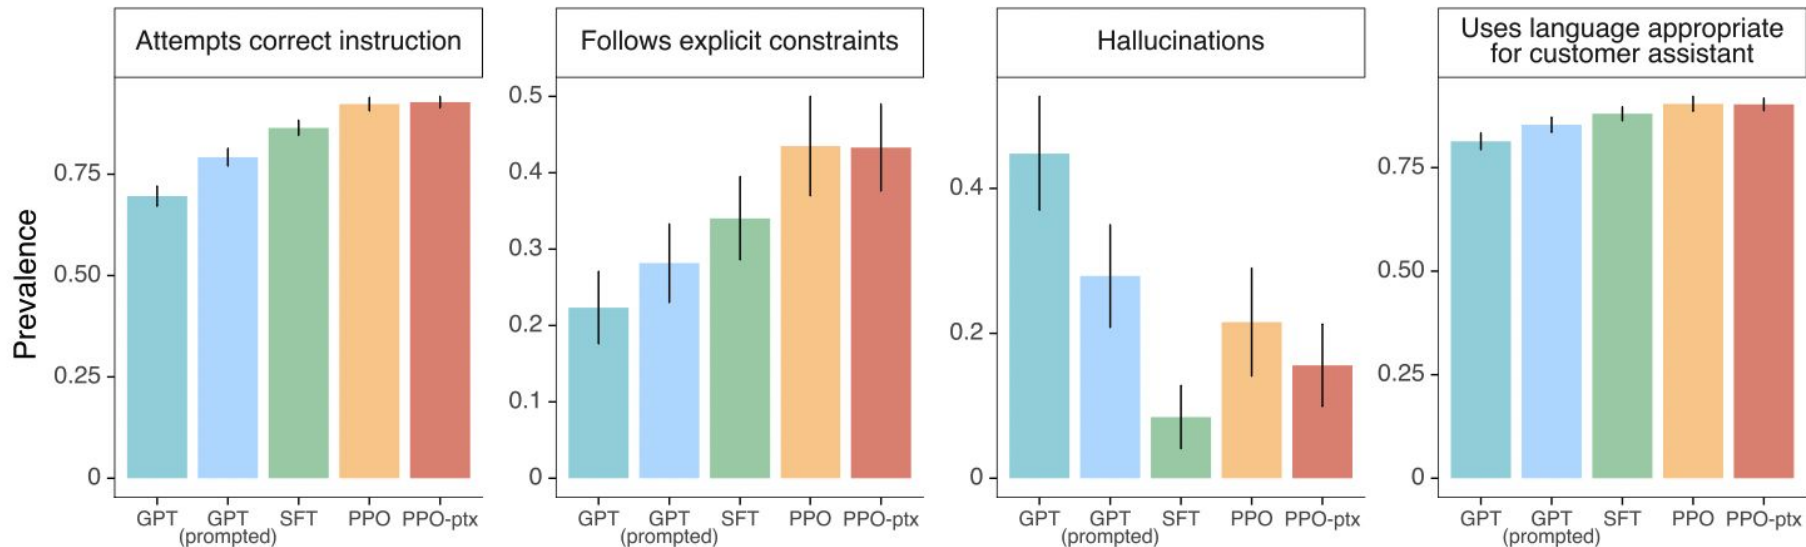 Attempts correct instruction
Follows explicit constraints
Hallucinations
Uses language appropriate
for customer assistant
Prevalence
0.75
0.50
0.25
0
GPT
GPT
(prompted)
SFT
PPO
PPO-ptx
0.5
0.4
0.3
0.2
0.1
0
GPT
GPT
(prompted)
SFT
PPO
PPO-ptx
0.4
0.2
0
GPT
GPT
(prompted)
SFT
PPO
PPO-ptx
0.75
0.50
0.25
0
GPT
GPT
(prompted)
SFT
PPO
PPO-ptx